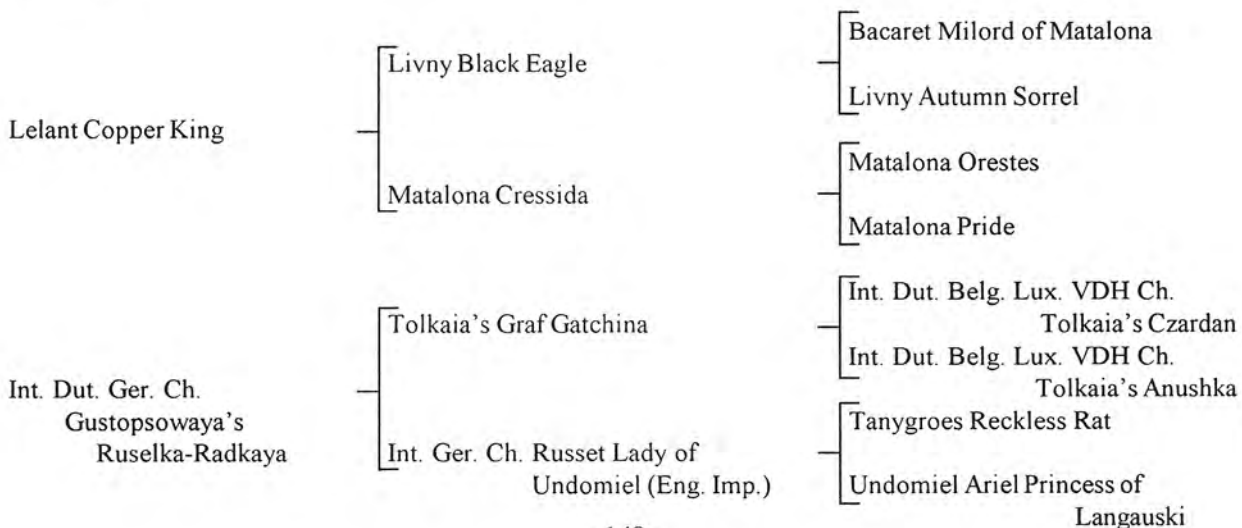 Bacaret Milord of Matalona
Livny Black Eagle
Livny Autumn Sorrel
Lelant Copper King
Matalona Orestes
Matalona Cressida
Matalona Pride
Int. Dut. Belg. Lux. VDH Ch.
Tolkaia's Czardan
Tolkaia's Graf Gatchina
Int. Dut. Belg. Lux. VDH Ch.
Tolkaia's Anushka
Int. Dut. Ger. Ch.
Gustopsowaya's
Ruselka-Radkaya
Tanygroes Reckless Rat
Int. Ger. Ch. Russet Lady of
Undomiel (Eng. Imp.)
Undomiel Ariel Princess of
Langauski